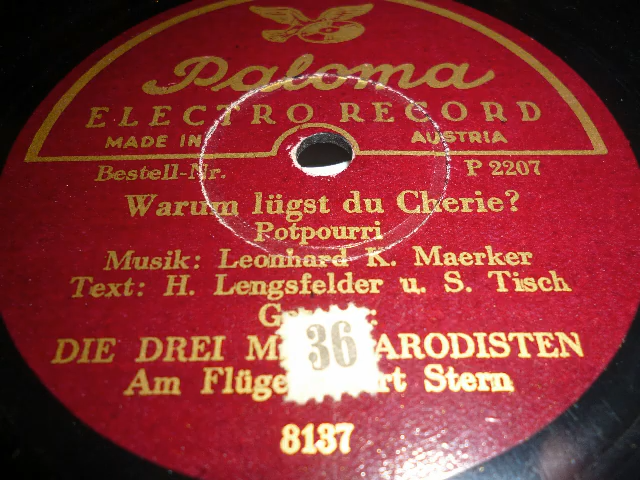 Paloma
ELECTRO RECORD
MADE IN AUSTRIA
Bestell-Nr. P 2207
Warum lügst du Cherie?
Potpourri
Musik: Leonhard K. Maerker
Text: H. Lengsfelder u. S. Tisch
36
DIE DREI
Am Stern
8137